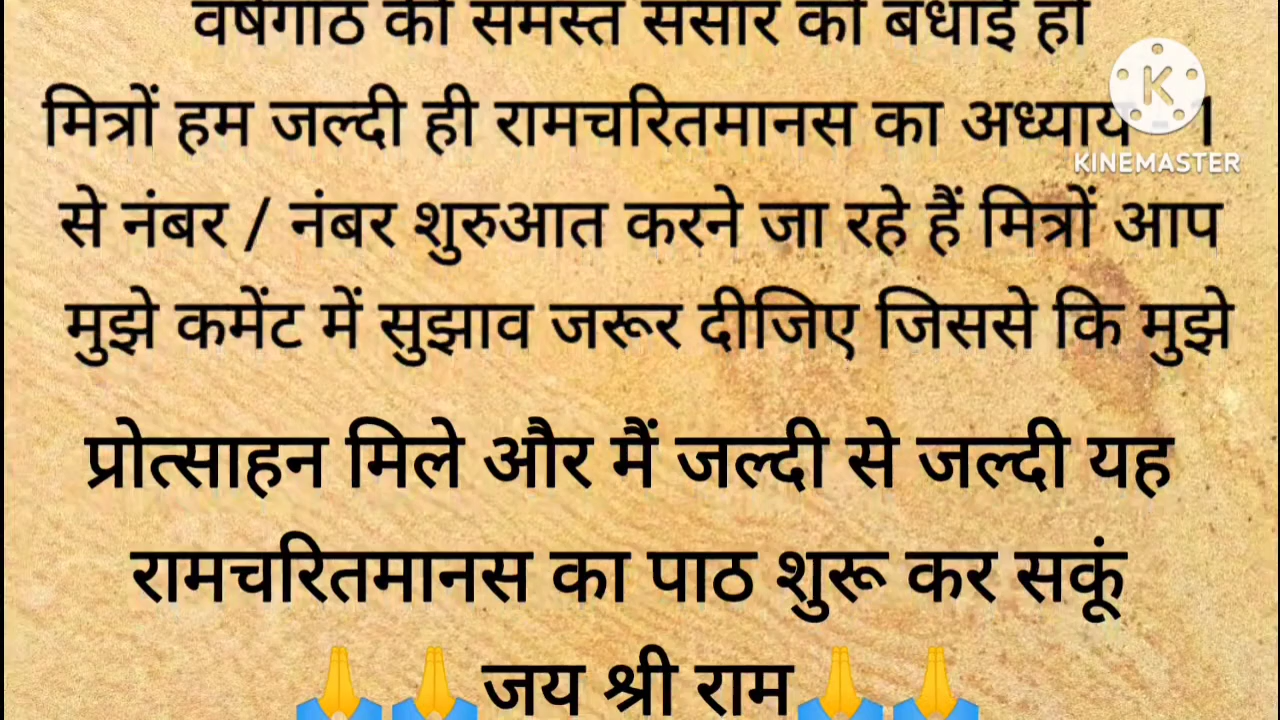 वर्षगांठ की समस्त संसार को बधाई हो
मित्रों हम जल्दी ही रामचरितमानस का अध्याय - 1
KINEMASTER
से नंबर / नंबर शुरुआत करने जा रहे हैं मित्रों आप
मुझे कमेंट में सुझाव जरूर दीजिए जिससे कि मुझे
प्रोत्साहन मिले और मैं जल्दी से जल्दी यह
रामचरितमानस का पाठ शुरू कर सकूं
🙏🙏जय श्री राम🙏🙏